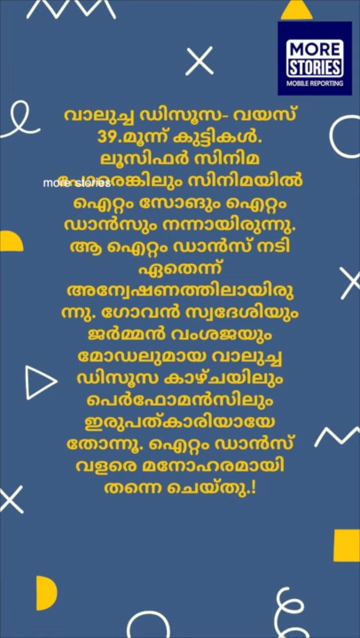 MORE
STORIES
MOBILE REPORTING
വാലുച്ച ഡിസൂസ- വയസ്
39.മൂന്ന് കുട്ടികൾ.
ലൂസിഫർ സിനിമ
more stories
സിനിമയിൽ
ഐറ്റം സോങും ഐറ്റം
ഡാൻസും നന്നായിരുന്നു.
ആ ഐറ്റം ഡാൻസ് നടി
ഏതെന്ന്
അന്വേഷണത്തിലായിരു
ന്നു. ഗോവൻ സ്വദേശിയും
ജർമ്മൻ വംശജയും
മോഡലുമായ വാലുച്ച
ഡിസൂസ കാഴ്ചയിലും
പെർഫോമൻസിലും
ഇരുപത്കാരിയായേ
തോന്നൂ. ഐറ്റം ഡാൻസ്
വളരെ മനോഹരമായി
തന്നെ ചെയ്തു.!